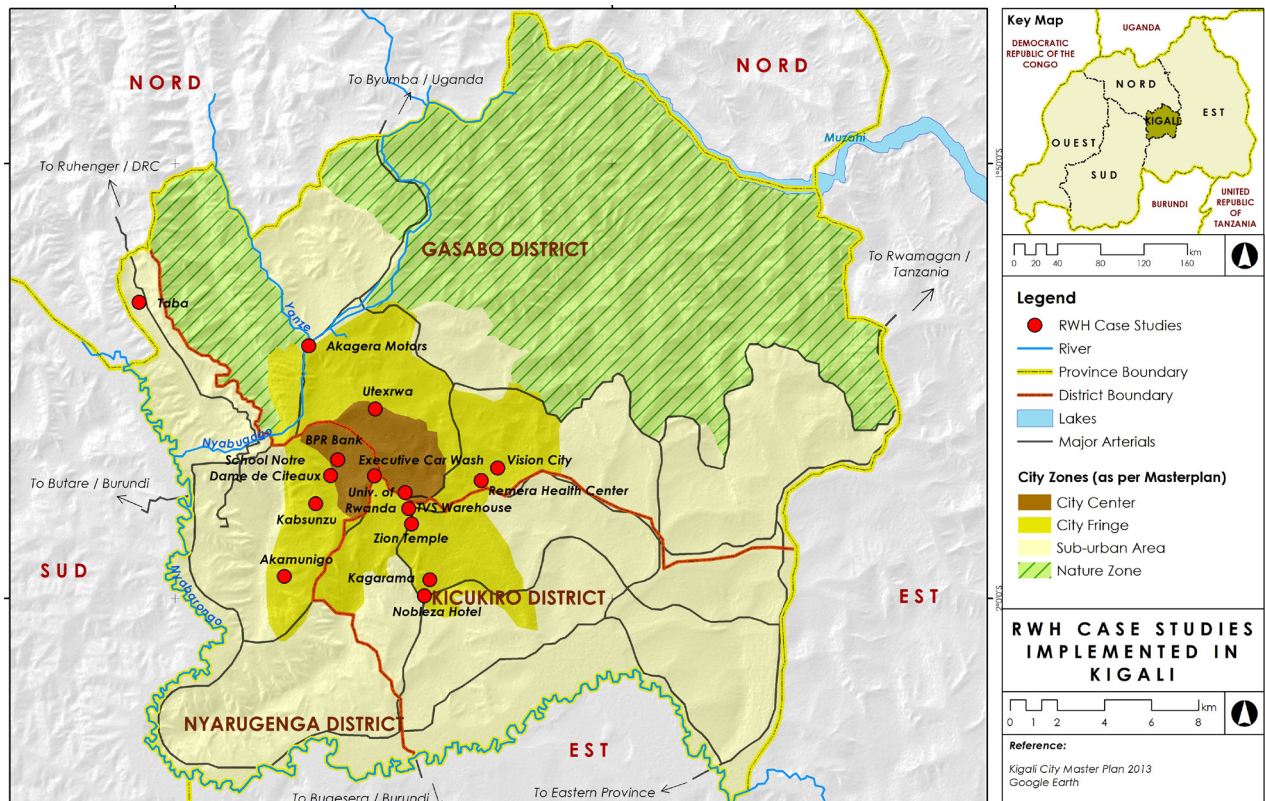 NORD
NORD
To Byumba / Uganda
Muzahi
To Ruhenger / DRC
GASABO DISTRICT
To Rwamagan /
Tanzania
Taba
Yanze
Akagera Motors
Utexrwa
Nyabugogo
BPR Bank
School Notre
Dame de Citeaux
Executive Car Wash
Vision City
Remera Health Center
Univ. of
Rwanda
TVS Warehouse
To Butare / Burundi
Kabsunzu
Zion Temple
Akamunigo
Kagarama
KICUKIRO DISTRICT
Nobleza Hotel
SUD
Nyabarongo
EST
NYARUGENGA DISTRICT
EST
To Bugesera / Burundi
To Eastern Province
1°50'0"S
2°0'0"S
Key Map
UGANDA
DEMOCRATIC
REPUBLIC OF THE
CONGO
NORD
EST
KIGALI
OUEST
SUD
BURUNDI
UNITED
REPUBLIC
OF
TANZANIA
km
0 20 40 80 120 160
Legend
RWH Case Studies
River
Province Boundary
District Boundary
Lakes
Major Arterials
City Zones (as per Masterplan)
City Center
City Fringe
Sub-urban Area
Nature Zone
RWH CASE STUDIES
IMPLEMENTED IN
KIGALI
km
0 1 2 4 6 8
Reference:
Kigali City Master Plan 2013
Google Earth